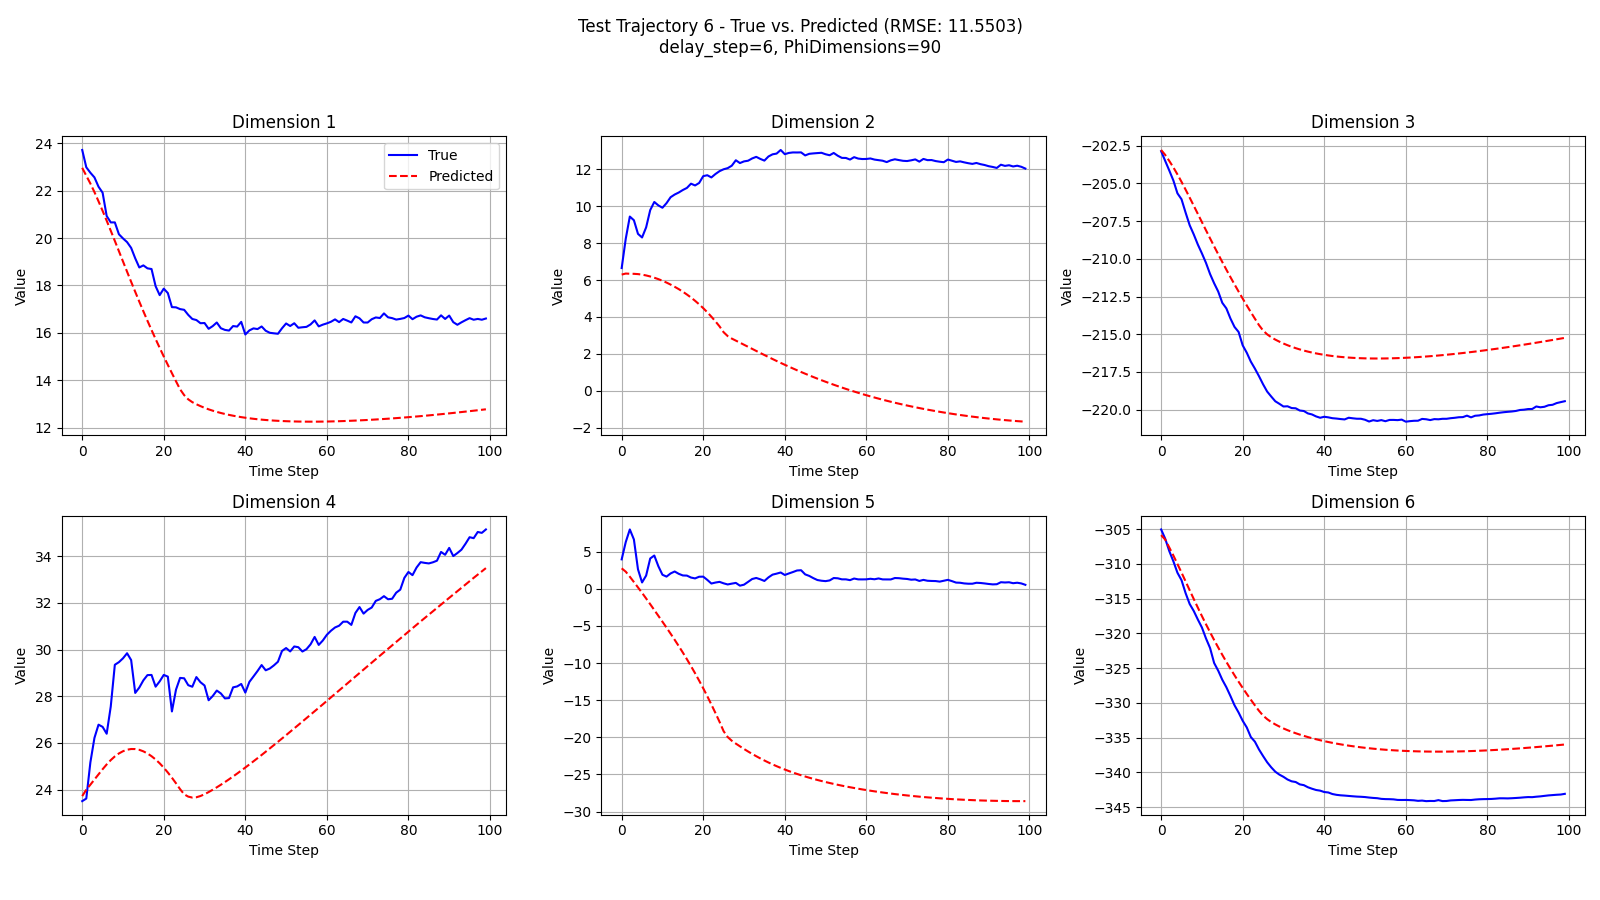 Test Trajectory 6 - True vs. Predicted (RMSE: 11.5503)
delay_step=6, PhiDimensions=90
Dimension 1
Value
24
22
20
18
16
14
12
0 20 40 60 80 100
Time Step
True
Predicted
Dimension 2
Value
12
10
8
6
4
2
0
−2
0 20 40 60 80 100
Time Step
Dimension 3
Value
−202.5
−205.0
−207.5
−210.0
−212.5
−215.0
−217.5
−220.0
0 20 40 60 80 100
Time Step
Dimension 4
Value
34
32
30
28
26
24
0 20 40 60 80 100
Time Step
Dimension 5
Value
5
0
−5
−10
−15
−20
−25
−30
0 20 40 60 80 100
Time Step
Dimension 6
Value
−305
−310
−315
−320
−325
−330
−335
−340
−345
0 20 40 60 80 100
Time Step